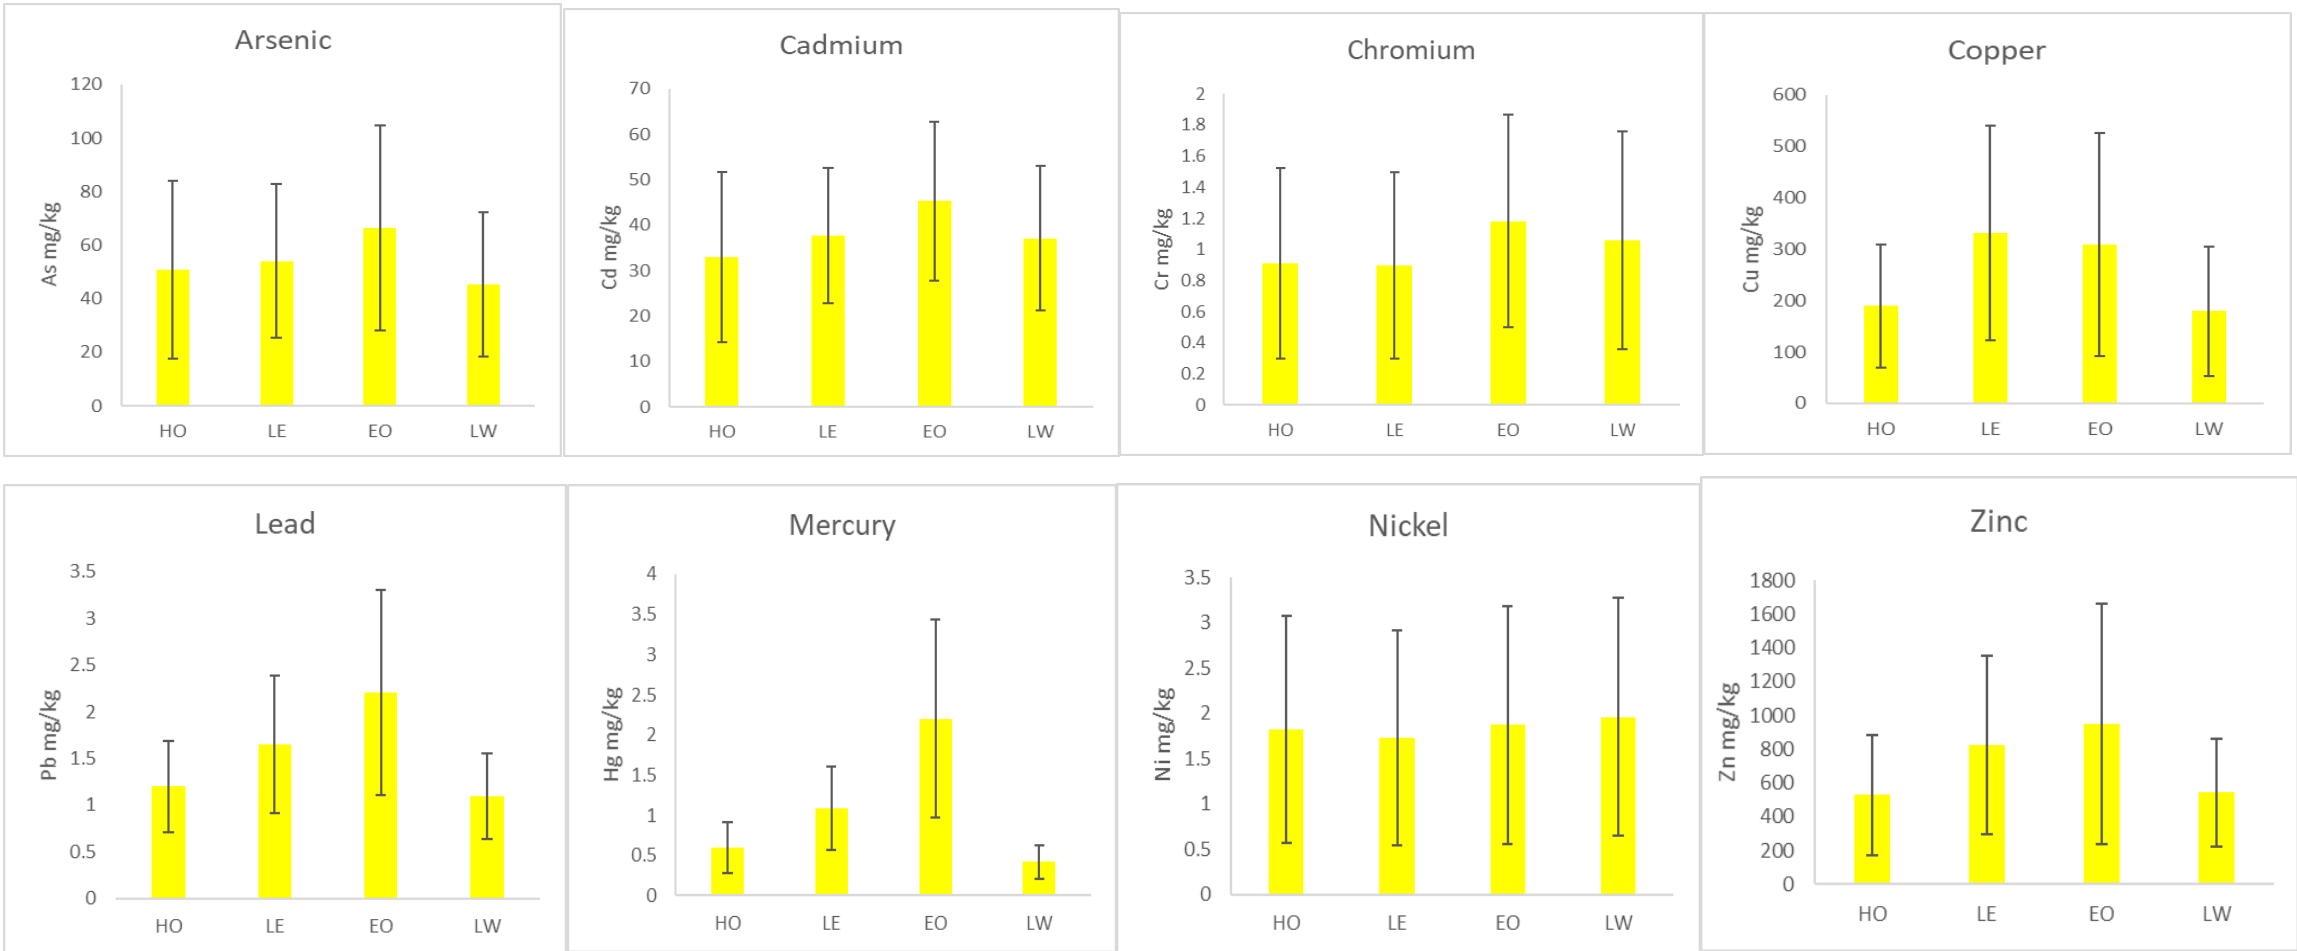 Arsenic
As mg/kg
120
100
80
60
40
20
0
HO LE EO LW
Cadmium
Cd mg/kg
70
60
50
40
30
20
10
0
HO LE EO LW
Chromium
Cr mg/kg
2
1.8
1.6
1.4
1.2
1
0.8
0.6
0.4
0.2
0
HO LE EO LW
Copper
Cu mg/kg
600
500
400
300
200
100
0
HO LE EO LW
Lead
Pb mg/kg
3.5
3
2.5
2
1.5
1
0.5
0
HO LE EO LW
Mercury
Hg mg/kg
4
3.5
3
2.5
2
1.5
1
0.5
0
HO LE EO LW
Nickel
Ni mg/kg
3.5
3
2.5
2
1.5
1
0.5
0
HO LE EO LW
Zinc
Zn mg/kg
1800
1600
1400
1200
1000
800
600
400
200
0
HO LE EO LW